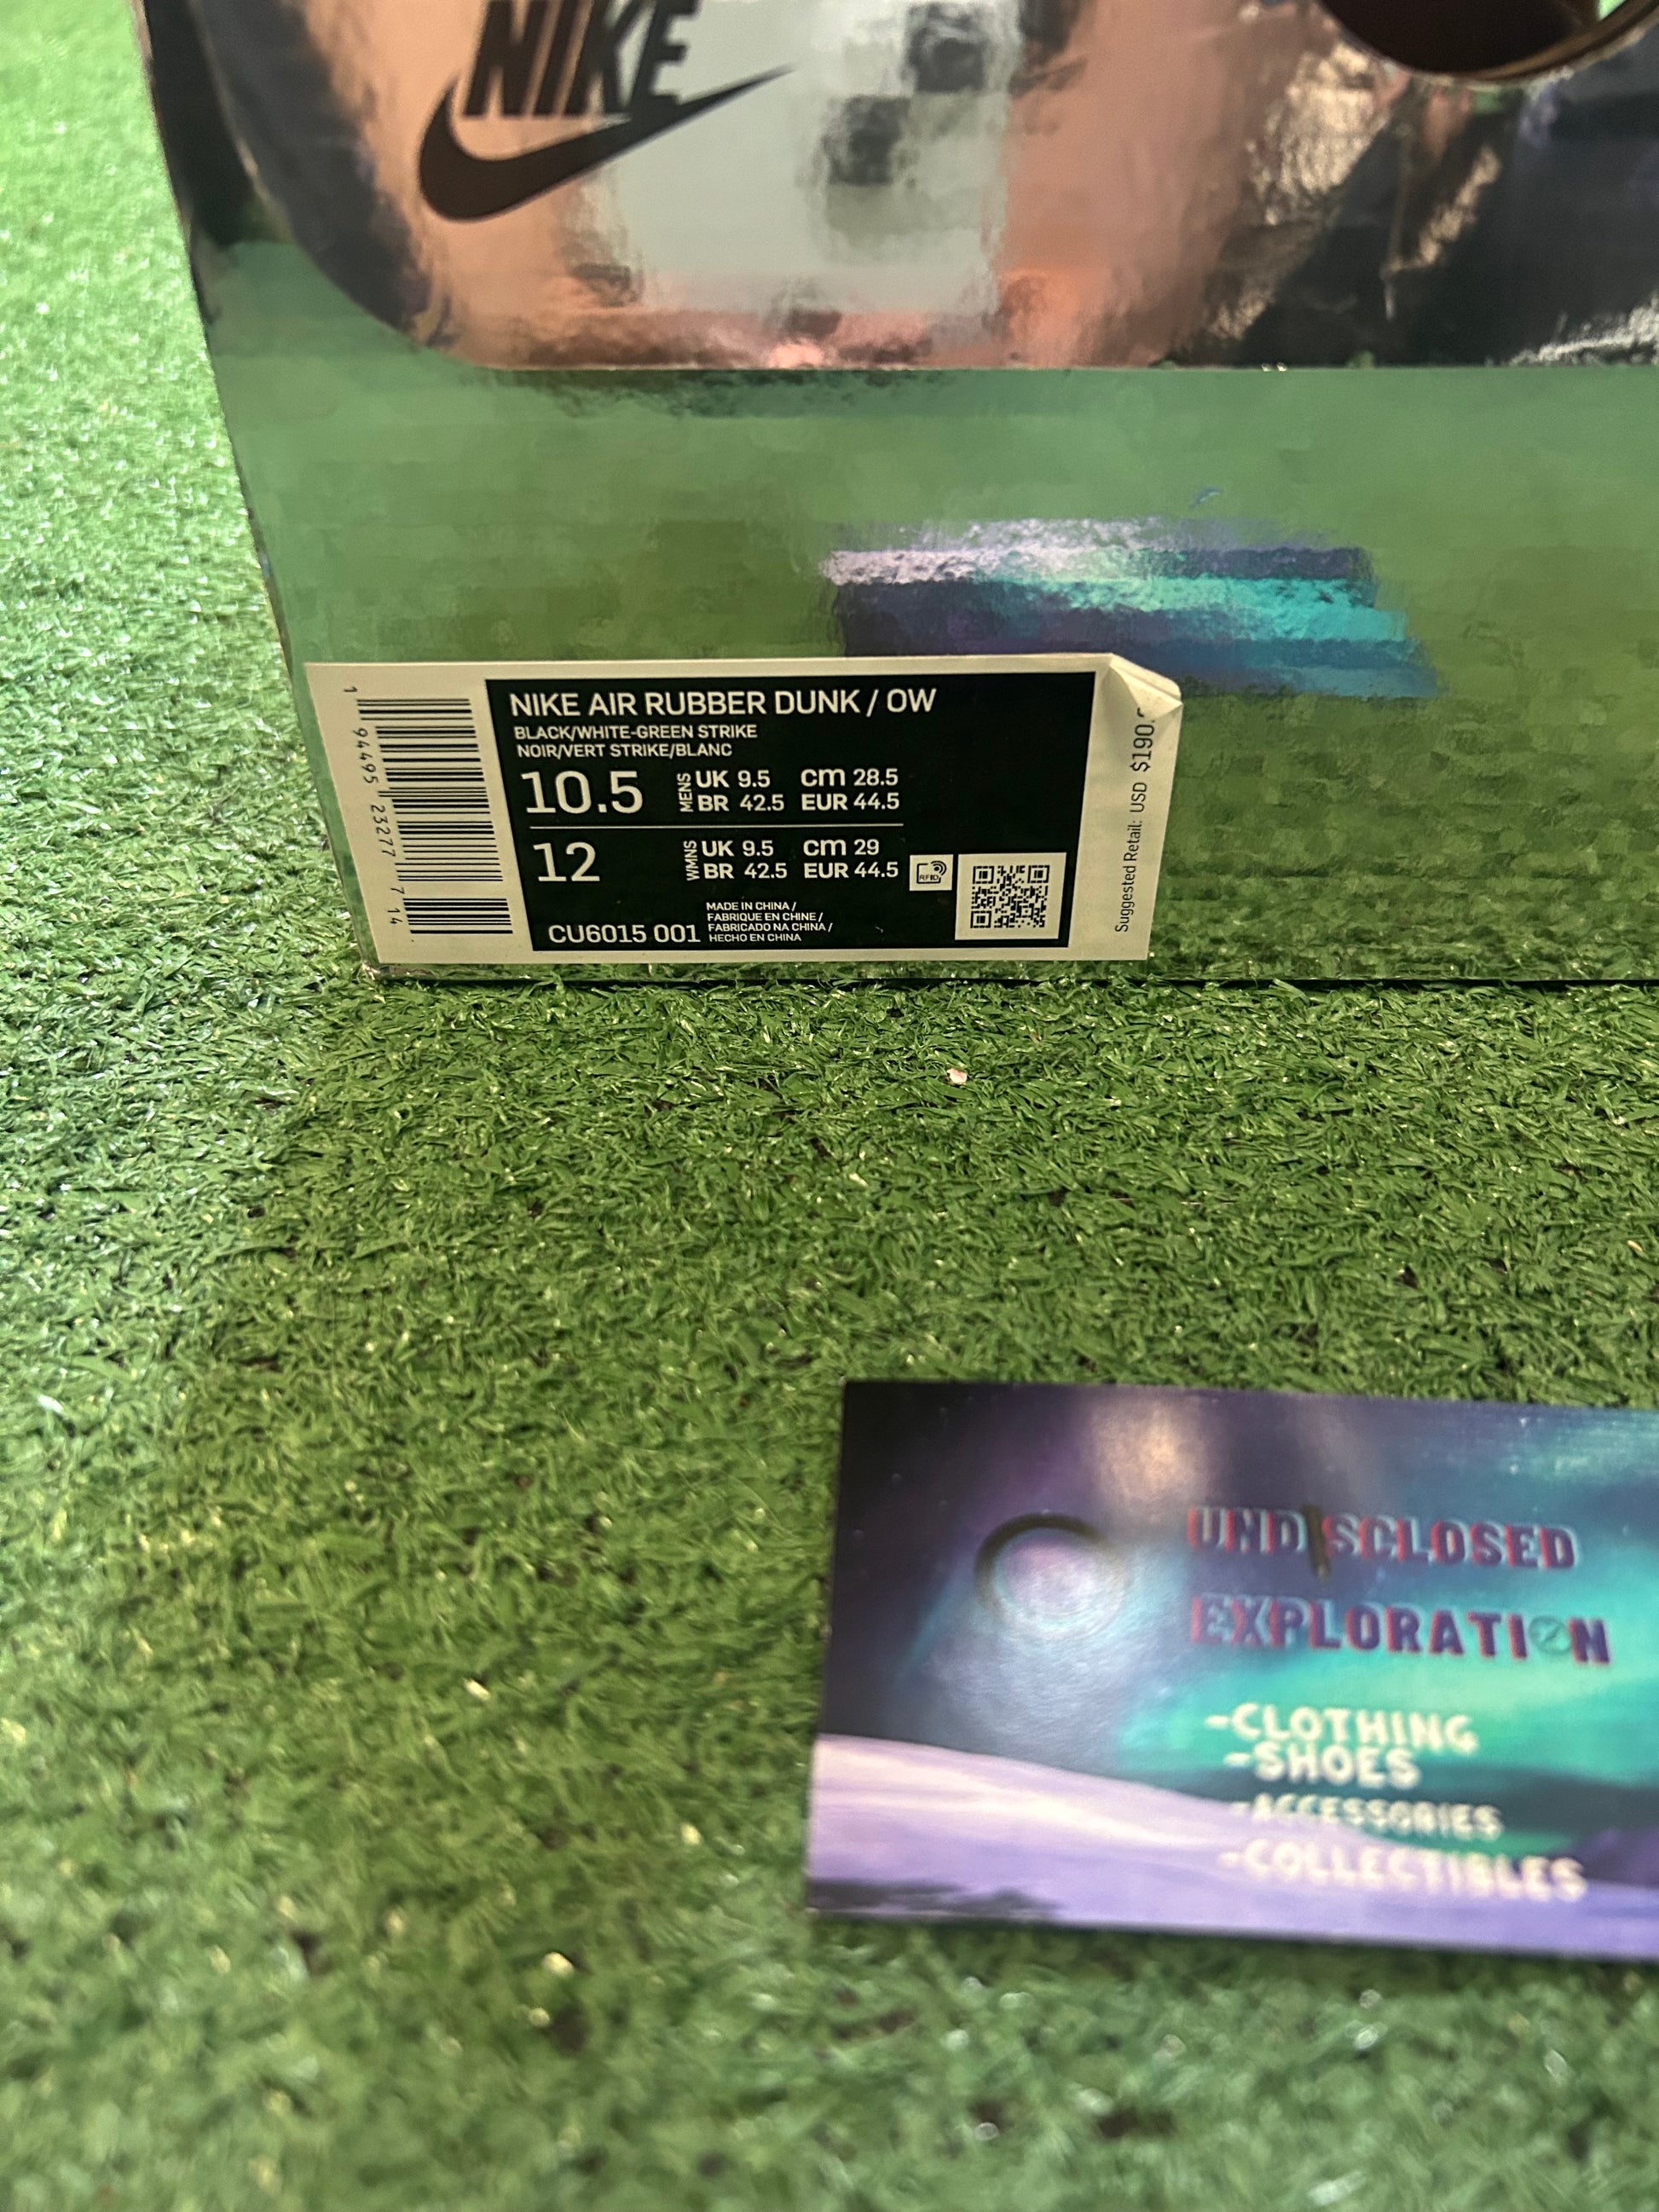 NIKE
NIKE AIR RUBBER DUNK / OW
BLACK/WHITE-GREEN STRIKE
NOIR/VERT STRIKE/BLANC
10.5 MENS UK 9.5 cm 28.5
BR 42.5 EUR 44.5
12 WMNS UK 9.5 cm 29
BR 42.5 EUR 44.5
RFID
CU6015 001
MADE IN CHINA /
FABRIQUE EN CHINE /
FABRICADO NA CHINA /
HECHO EN CHINA
1 94495 23277 7 14
Suggested Retail: USD $190.
UNDISCLOSED
EXPLORATION
-CLOTHING
-SHOES
-ACCESSORIES
-COLLECTIBLES